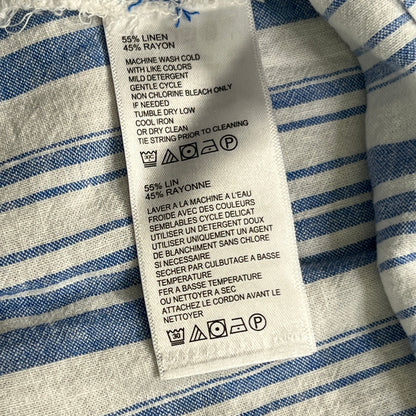 55% LINEN
45% RAYON
MACHINE WASH COLD
WITH LIKE COLORS
MILD DETERGENT
GENTLE CYCLE
NON CHLORINE BLEACH ONLY
IF NEEDED
TUMBLE DRY LOW
COOL IRON
OR DRY CLEAN
TIE STRING PRIOR TO CLEANING
P
55% LIN
45% RAYONNE
LAVER A LA MACHINE A L'EAU
FROIDE AVEC DES COULEURS
SEMBLABLES CYCLE DELICAT
UTILISER UN DETERGENT DOUX
UTILISER UNIQUEMENT UN AGENT
DE BLANCHIMENT SANS CHLORE
SI NECESSAIRE
SECHER PAR CULBUTAGE A BASSE
TEMPERATURE
FER A BASSE TEMPÉRATURE
OU NETTOYER A SEC
ATTACHEZ LE CORDON AVANT LE
NETTOYER
30 P